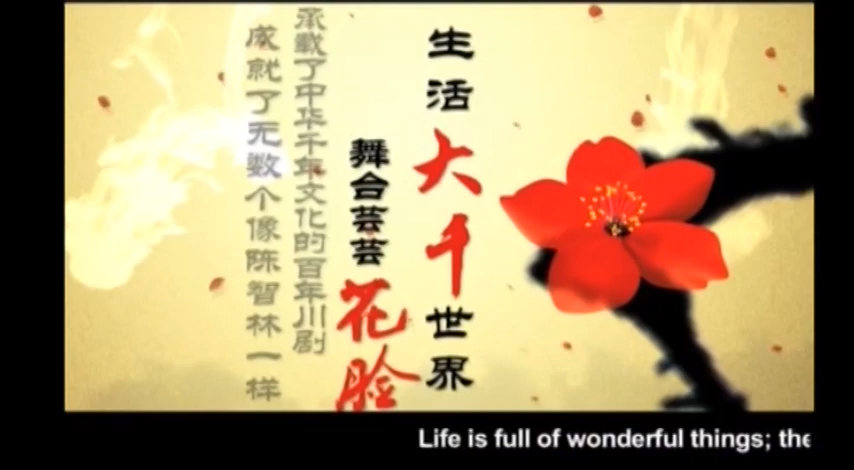 生活大千世界
舞台芸芸花脸
承载了中华千年文化的百年川剧
成就了无数个像陈智林一样
Life is full of wonderful things; the